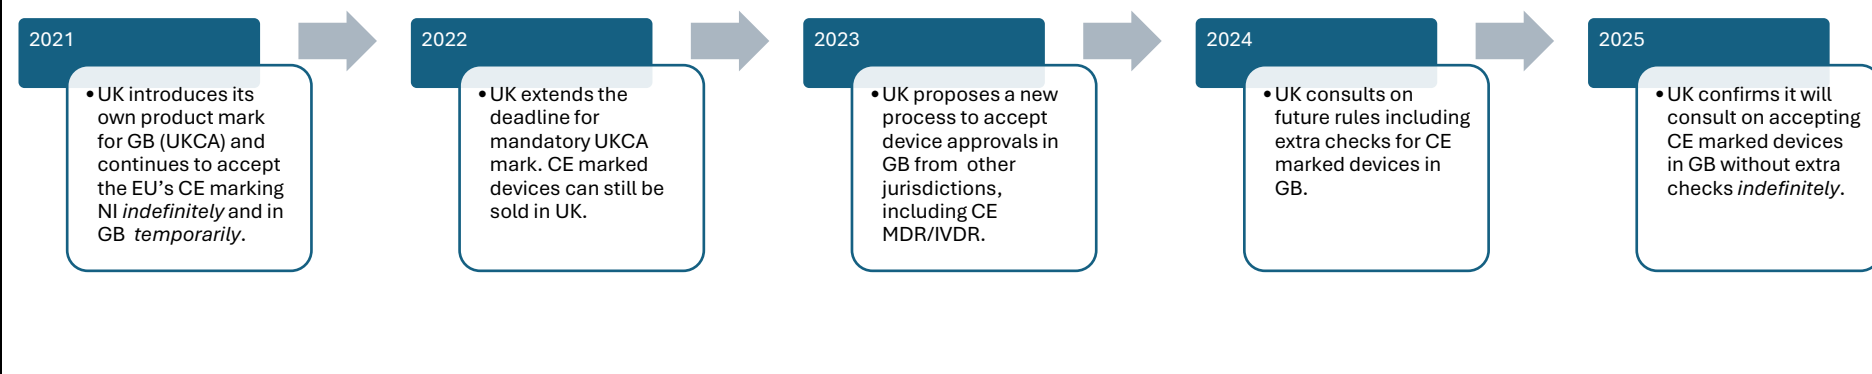 2021
•UK introduces its
own product mark
for GB (UKCA) and
continues to accept
the EU’s CE marking
NI indefinitely and in
GB  temporarily.
2022
•UK extends the
deadline for
mandatory UKCA
mark. CE marked
devices can still be
sold in UK.
2023
•UK proposes a new
process to accept
device approvals in
GB from  other
jurisdictions,
including CE
MDR/IVDR.
2024
•UK consults on
future rules including
extra checks for CE
marked devices in
GB.
2025
•UK confirms it will
consult on accepting
CE marked devices
in GB without extra
checks indefinitely.